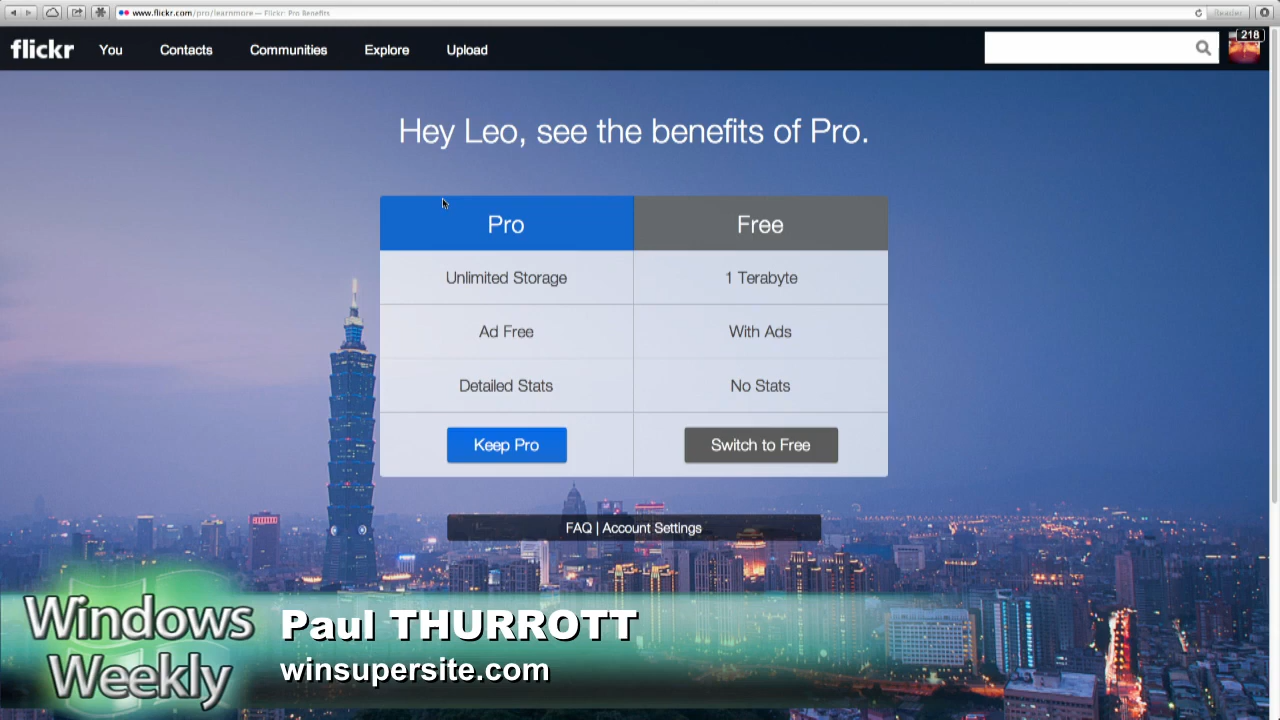 www.flickr.com/pro/learnmore — Flickr: Pro Benefits
Reader
flickr
You
Contacts
Communities
Explore
Upload
218
Hey Leo, see the benefits of Pro.
Pro
Free
Unlimited Storage
1 Terabyte
Ad Free
With Ads
Detailed Stats
No Stats
Keep Pro
Switch to Free
FAQ | Account Settings
Windows
Weekly
Paul THURROTT
winsupersite.com